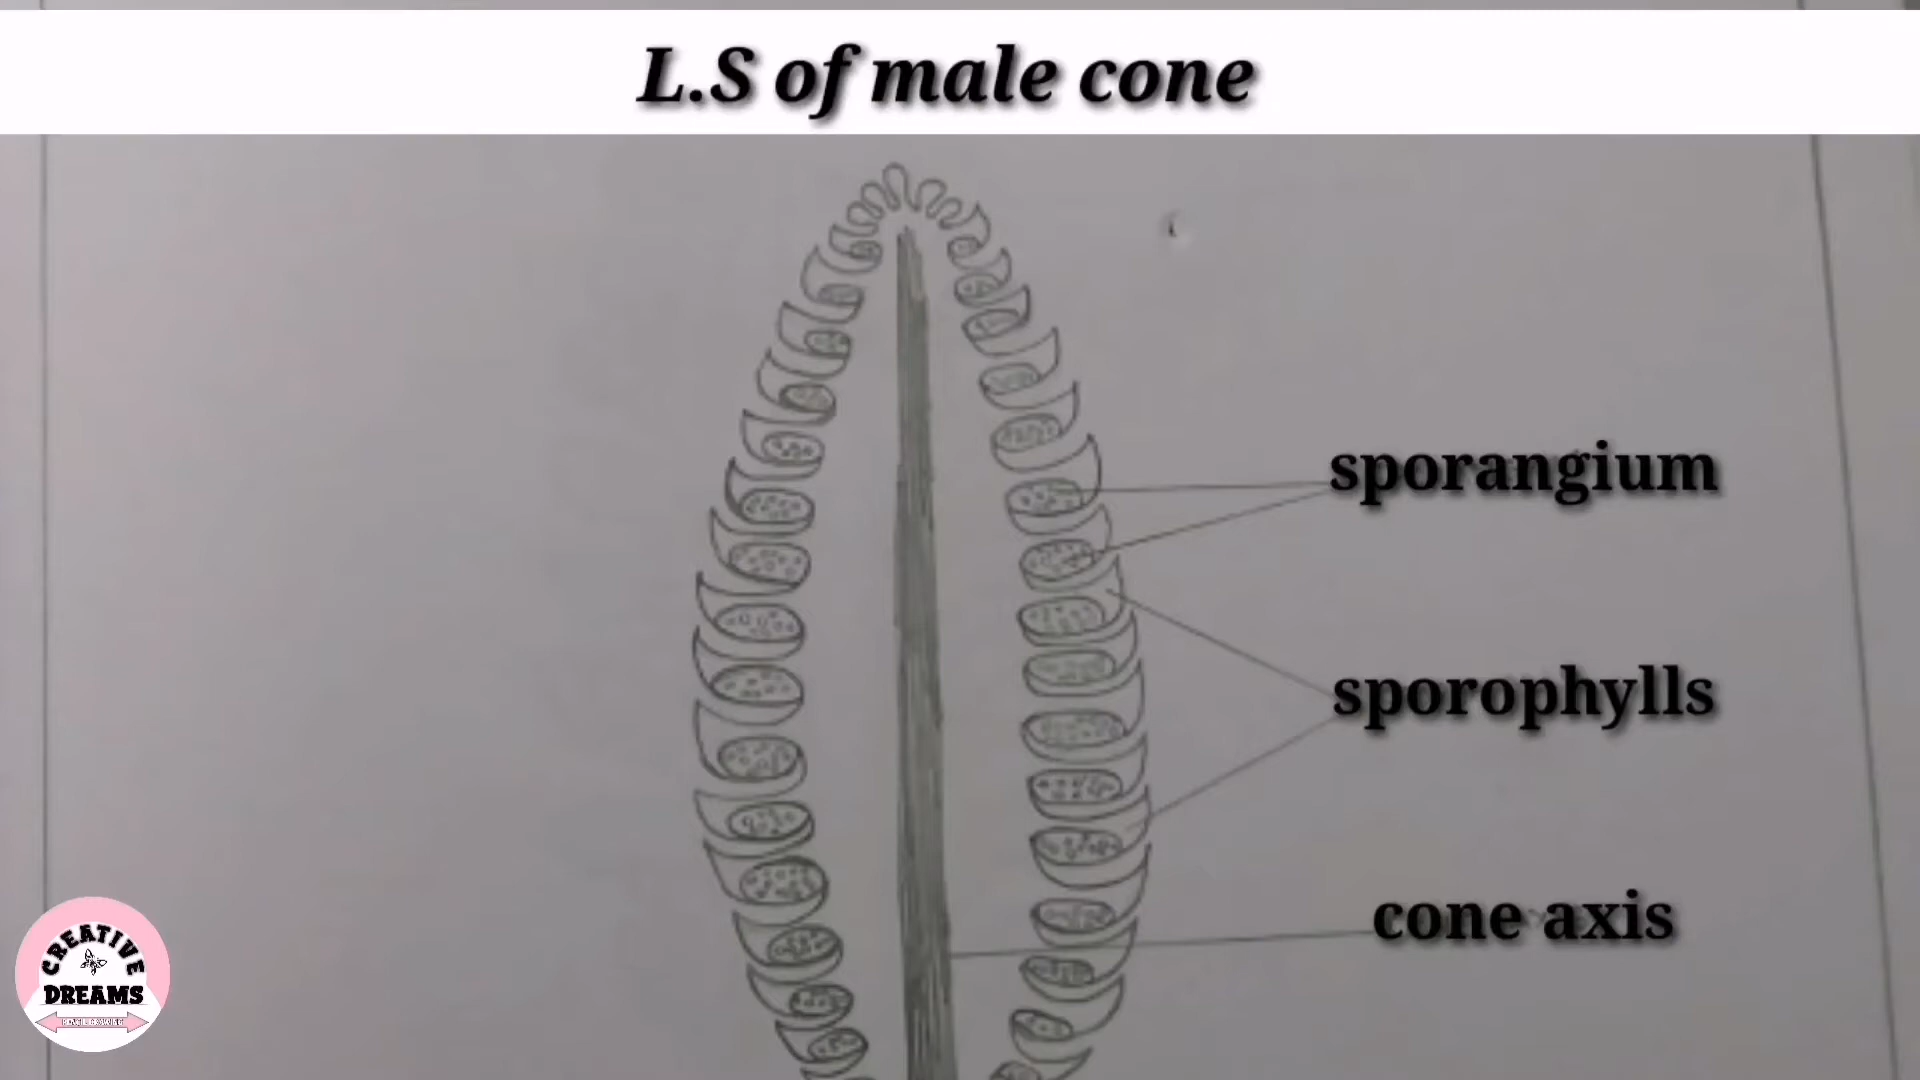 L.S of male cone
sporangium
sporophylls
cone axis
CREATIVE
DREAMS